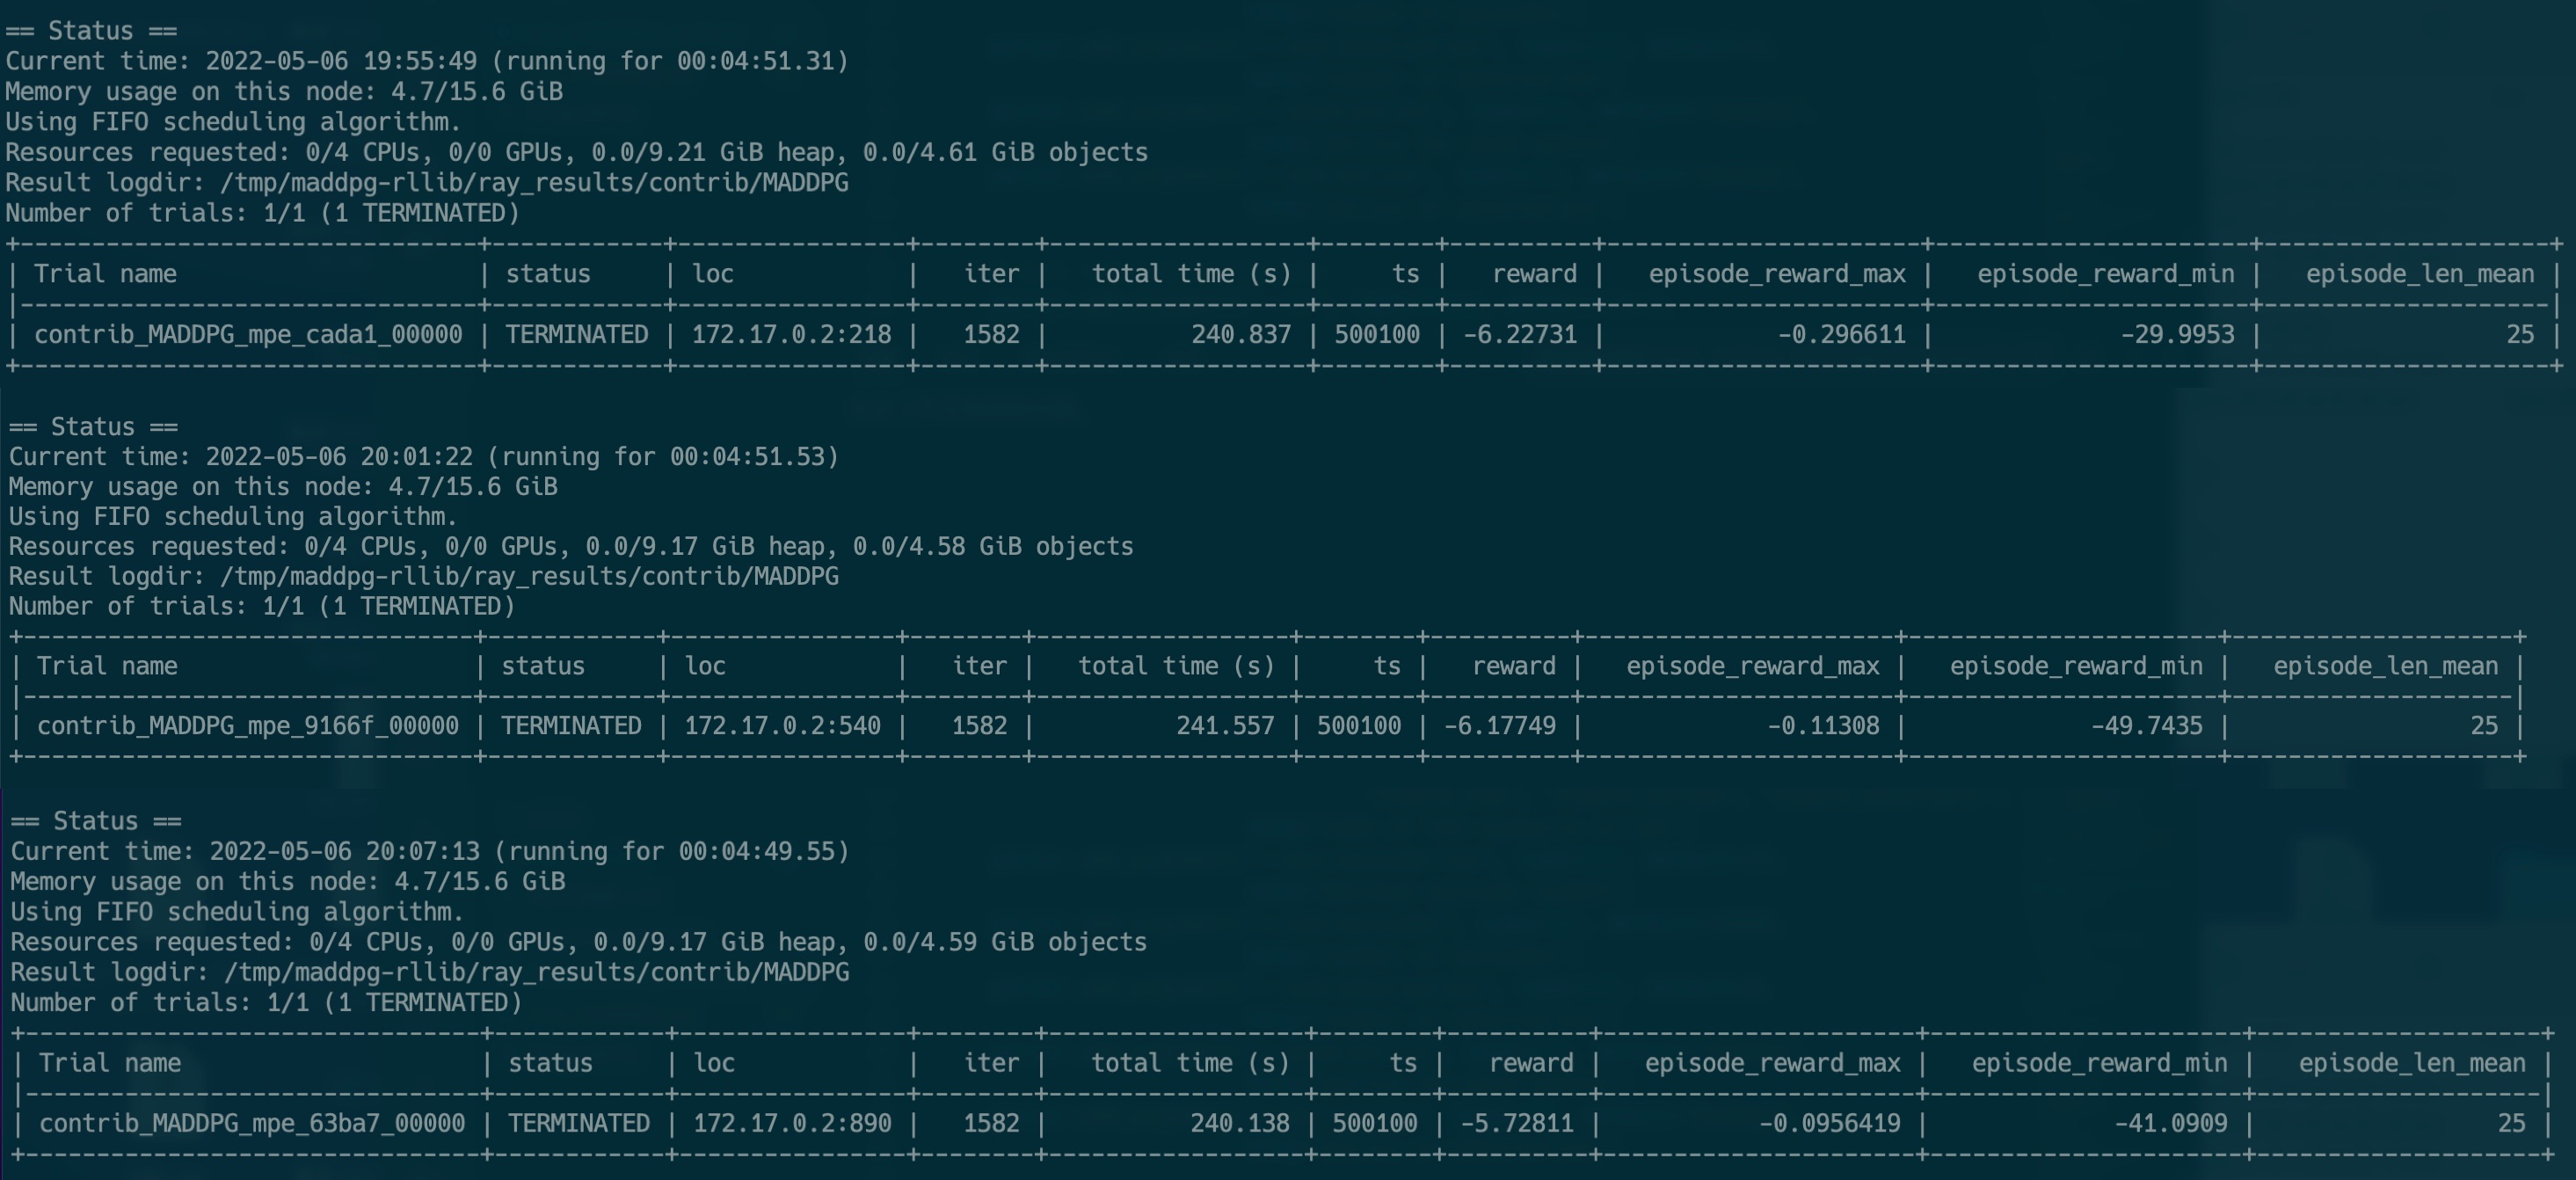 == Status ==
Current time: 2022-05-06 19:55:49 (running for 00:04:51.31)
Memory usage on this node: 4.7/15.6 GiB
Using FIFO scheduling algorithm.
Resources requested: 0/4 CPUs, 0/0 GPUs, 0.0/9.21 GiB heap, 0.0/4.61 GiB objects
Result logdir: /tmp/maddpg-rllib/ray_results/contrib/MADDPG
Number of trials: 1/1 (1 TERMINATED)
| Trial name | status | loc | iter | total time (s) | ts | reward | episode_reward_max | episode_reward_min | episode_len_mean |
| contrib_MADDPG_mpe_cada1_00000 | TERMINATED | 172.17.0.2:218 | 1582 | 240.837 | 500100 | -6.22731 | -0.296611 | -29.9953 | 25 |
== Status ==
Current time: 2022-05-06 20:01:22 (running for 00:04:51.53)
Memory usage on this node: 4.7/15.6 GiB
Using FIFO scheduling algorithm.
Resources requested: 0/4 CPUs, 0/0 GPUs, 0.0/9.17 GiB heap, 0.0/4.58 GiB objects
Result logdir: /tmp/maddpg-rllib/ray_results/contrib/MADDPG
Number of trials: 1/1 (1 TERMINATED)
| Trial name | status | loc | iter | total time (s) | ts | reward | episode_reward_max | episode_reward_min | episode_len_mean |
| contrib_MADDPG_mpe_9166f_00000 | TERMINATED | 172.17.0.2:540 | 1582 | 241.557 | 500100 | -6.17749 | -0.11308 | -49.7435 | 25 |
== Status ==
Current time: 2022-05-06 20:07:13 (running for 00:04:49.55)
Memory usage on this node: 4.7/15.6 GiB
Using FIFO scheduling algorithm.
Resources requested: 0/4 CPUs, 0/0 GPUs, 0.0/9.17 GiB heap, 0.0/4.59 GiB objects
Result logdir: /tmp/maddpg-rllib/ray_results/contrib/MADDPG
Number of trials: 1/1 (1 TERMINATED)
| Trial name | status | loc | iter | total time (s) | ts | reward | episode_reward_max | episode_reward_min | episode_len_mean |
| contrib_MADDPG_mpe_63ba7_00000 | TERMINATED | 172.17.0.2:890 | 1582 | 240.138 | 500100 | -5.72811 | -0.0956419 | -41.0909 | 25 |